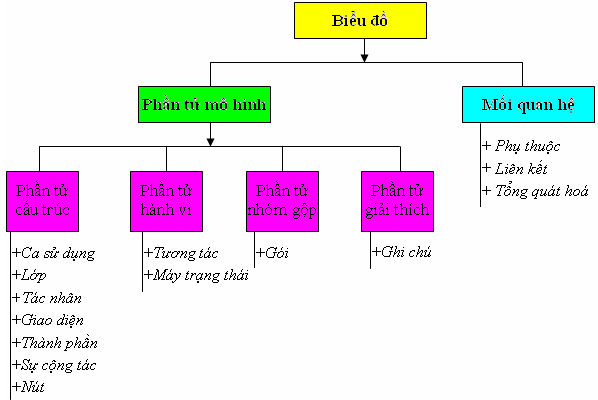 Biểu đồ
Phần tử mô hình
Mối quan hệ
+ Phụ thuộc
+ Liên kết
+ Tổng quát hoá
Phần tử
cấu trúc
Phần tử
hành vi
Phần tử
nhóm gộp
Phần tử
giải thích
+Ca sử dụng
+Lớp
+Tác nhân
+Giao diện
+Thành phần
+Sự cộng tác
+Nút
+Tương tác
+Máy trạng thái
+Gói
+Ghi chú